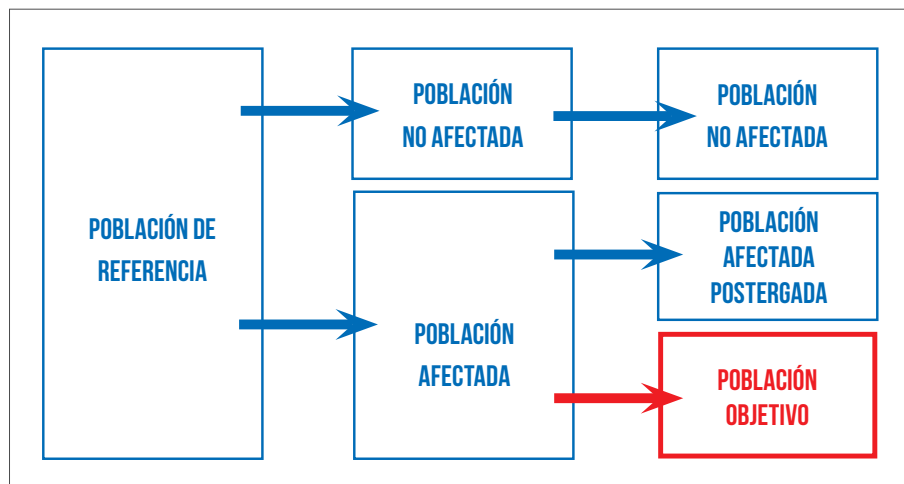 POBLACIÓN DE
REFERENCIA
POBLACIÓN
NO AFECTADA
POBLACIÓN
AFECTADA
POBLACIÓN
NO AFECTADA
POBLACIÓN
AFECTADA
POSTERGADA
POBLACIÓN
OBJETIVO